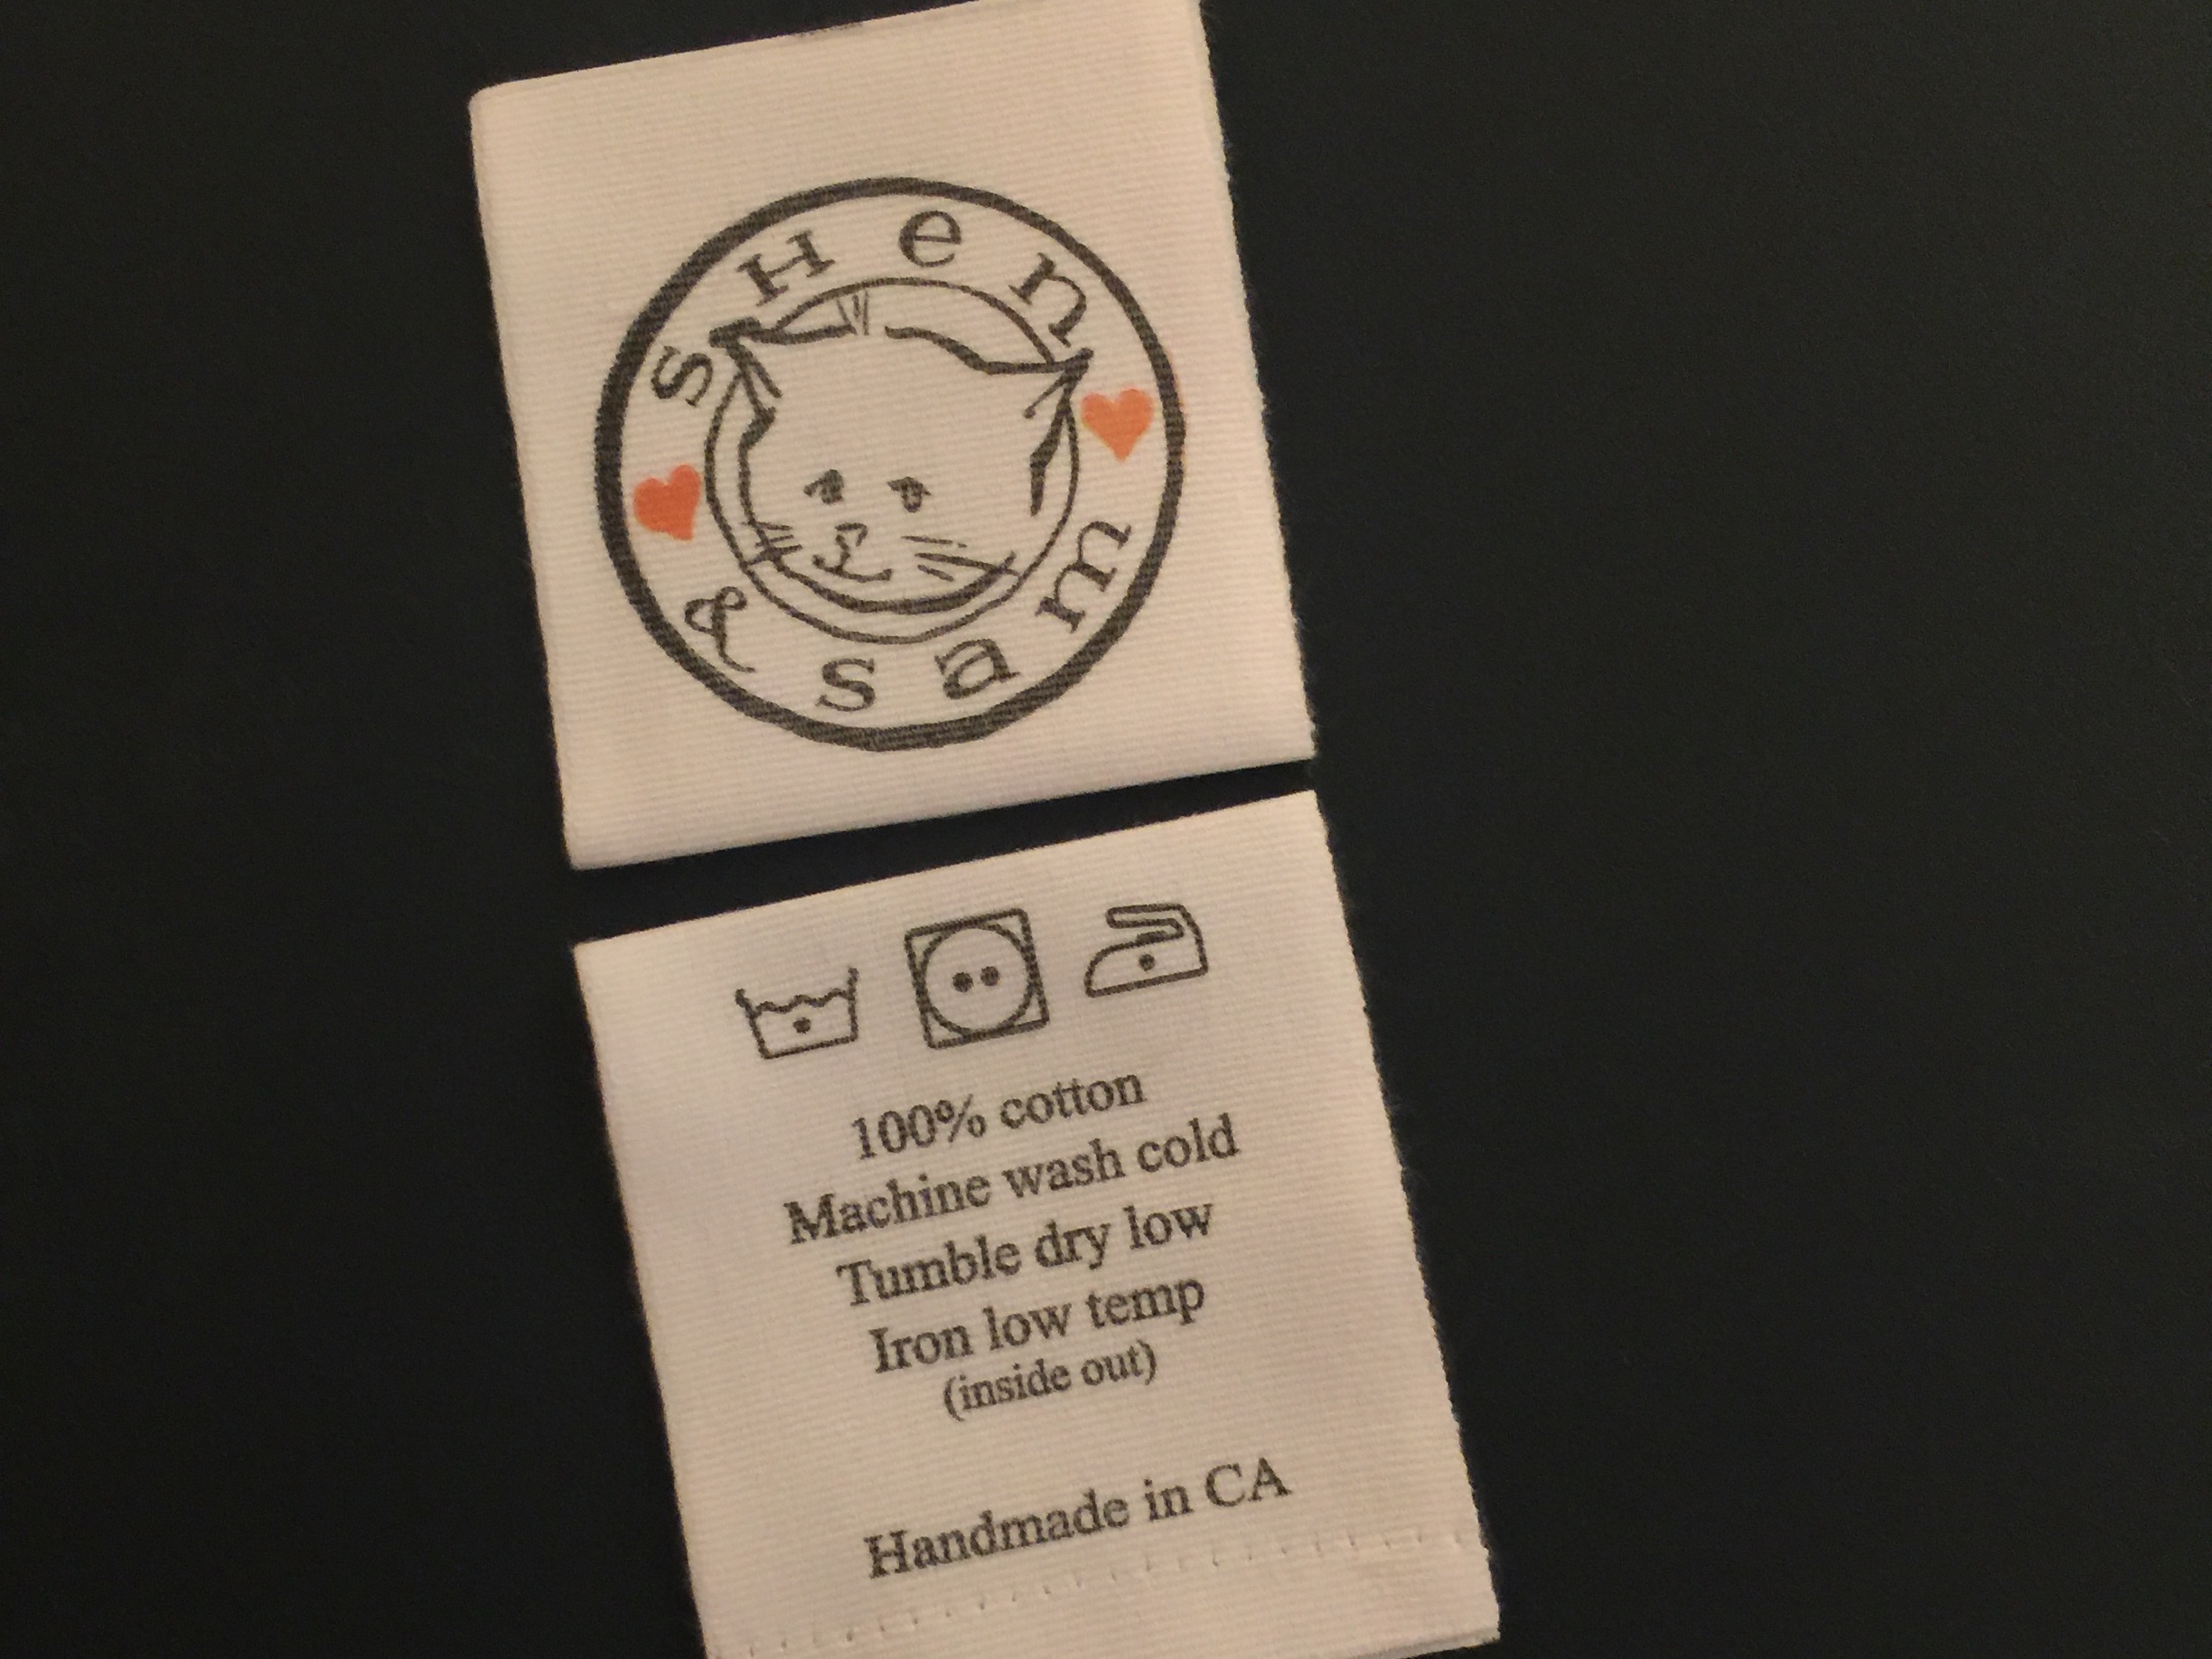 sHen
& sam
100% cotton
Machine wash cold
Tumble dry low
Iron low temp
(inside out)
Handmade in CA